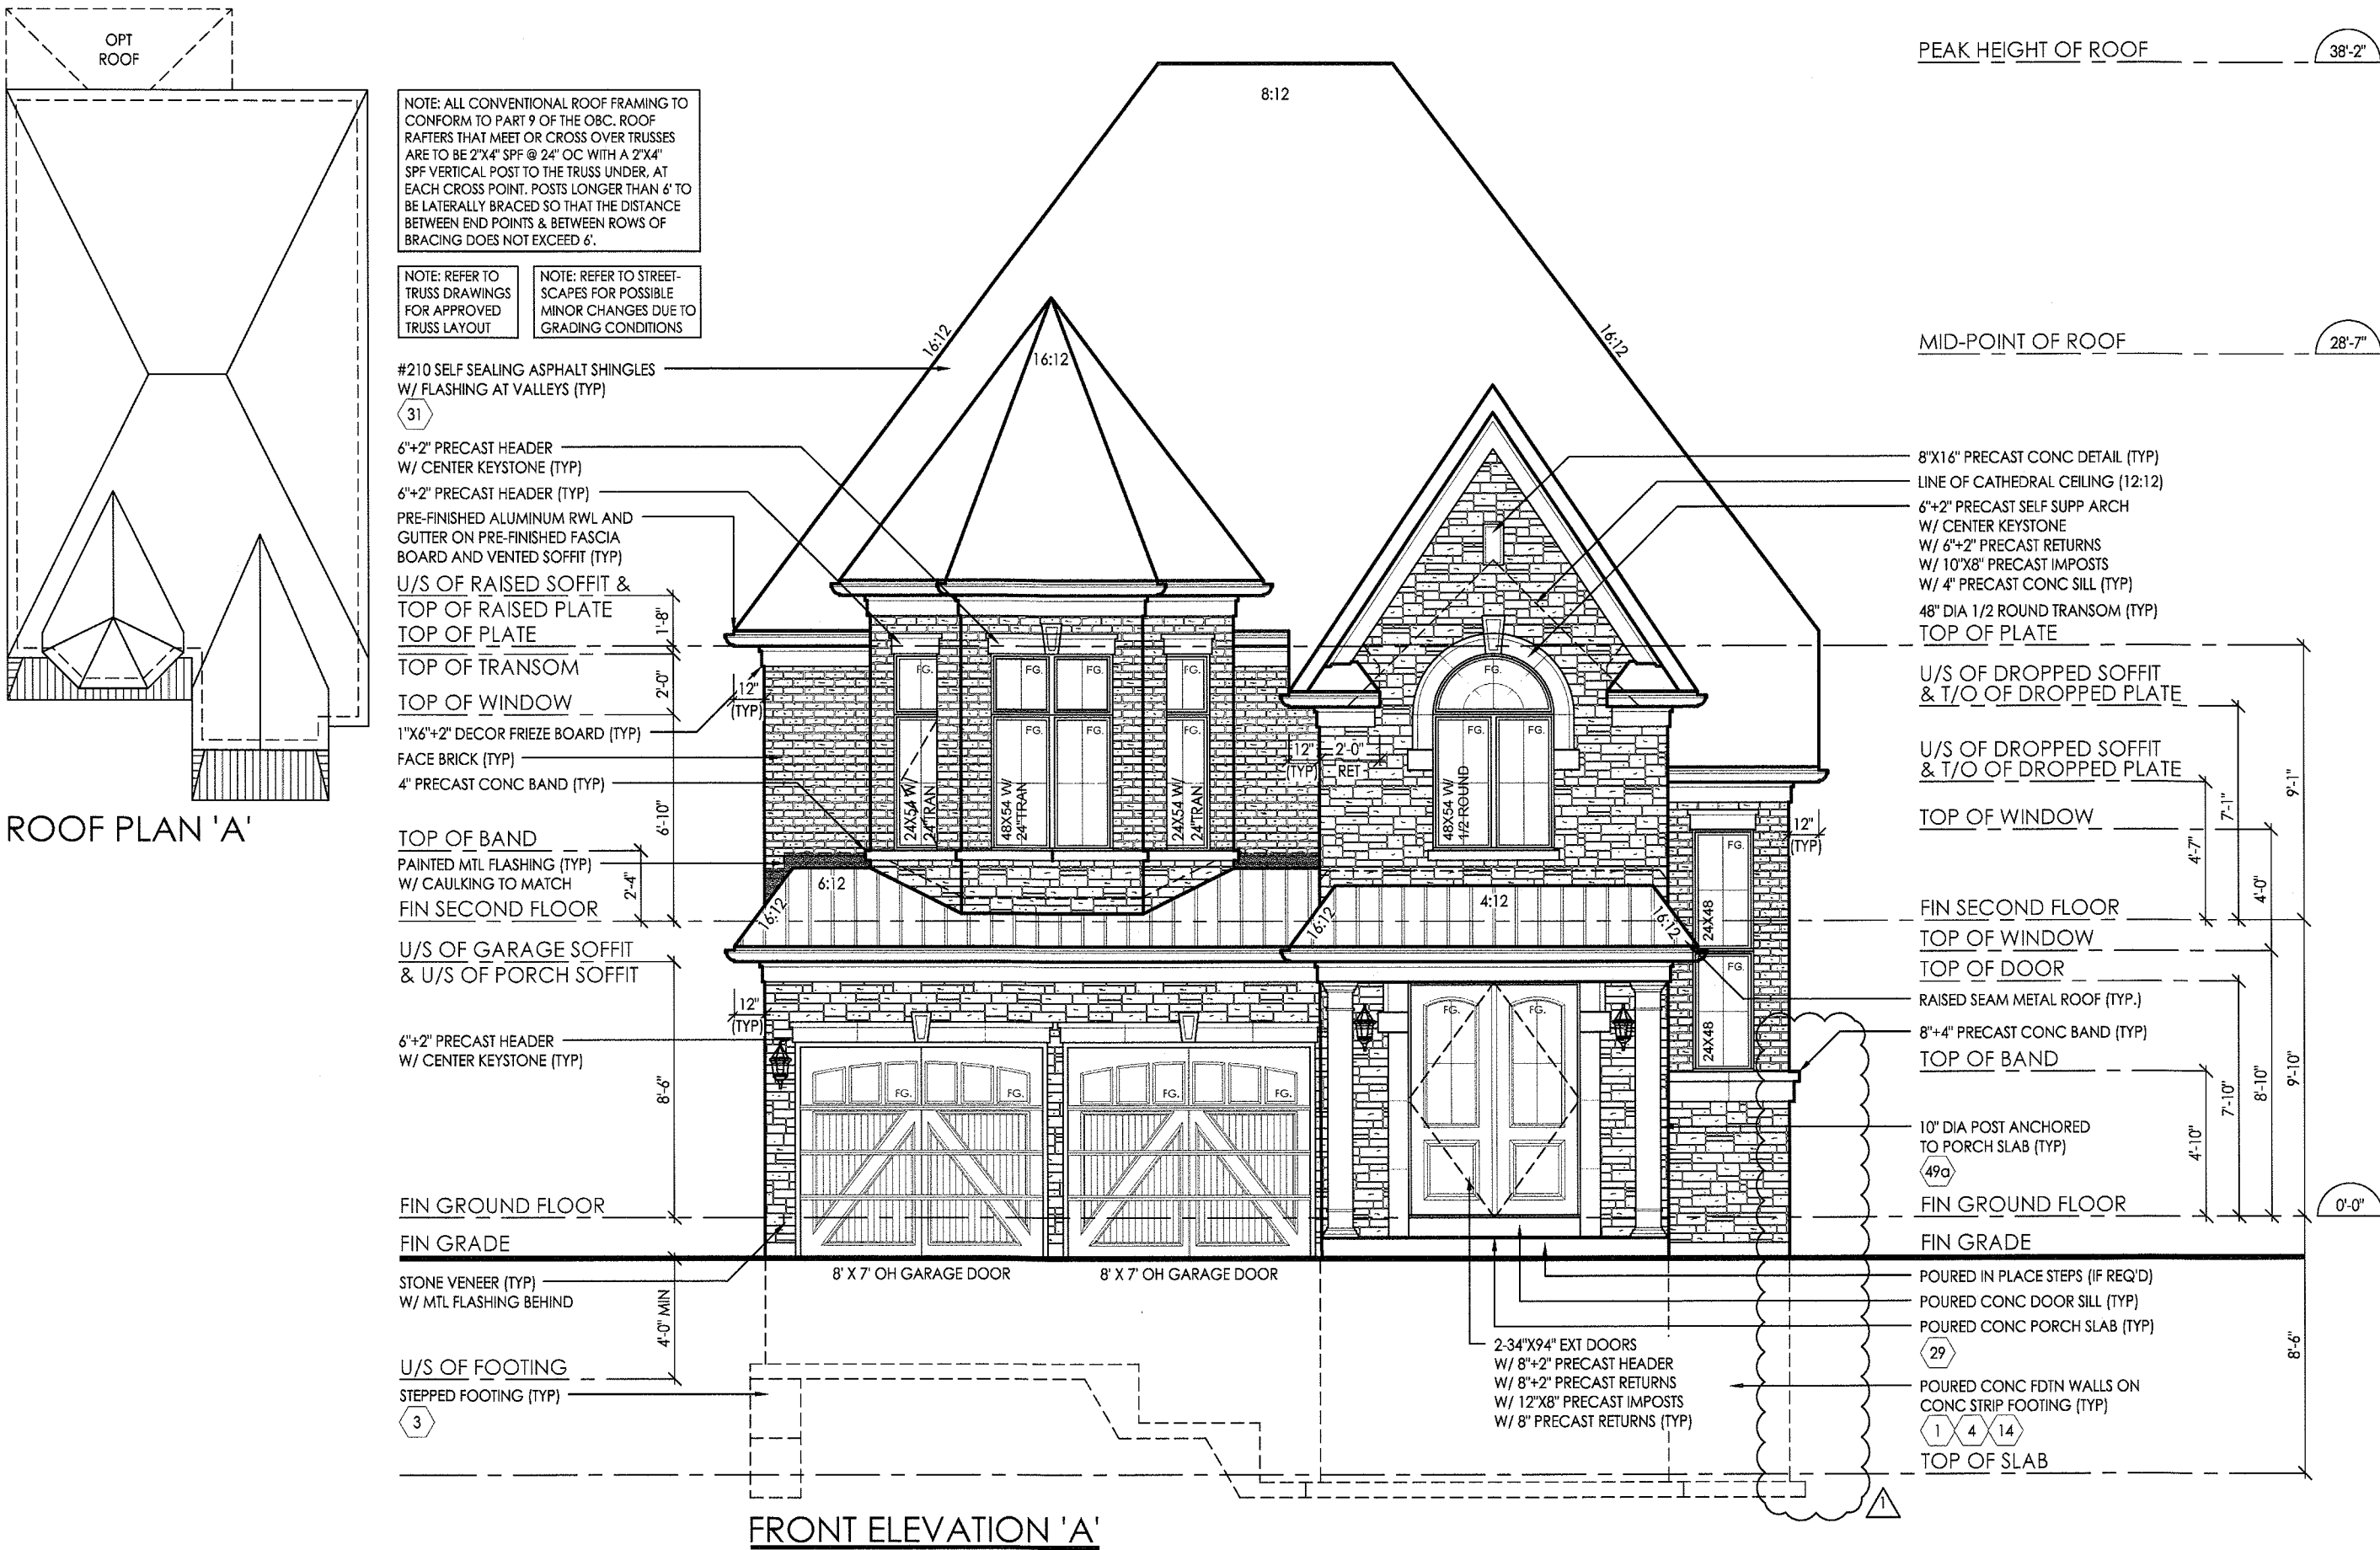 OPT
ROOF
ROOF PLAN 'A'
NOTE: ALL CONVENTIONAL ROOF FRAMING TO
CONFORM TO PART 9 OF THE OBC. ROOF
RAFTERS THAT MEET OR CROSS OVER TRUSSES
ARE TO BE 2"X4" SPF @ 24" OC WITH A 2"X4"
SPF VERTICAL POST TO THE TRUSS UNDER, AT
EACH CROSS POINT. POSTS LONGER THAN 6' TO
BE LATERALLY BRACED SO THAT THE DISTANCE
BETWEEN END POINTS & BETWEEN ROWS OF
BRACING DOES NOT EXCEED 6'.
NOTE: REFER TO
TRUSS DRAWINGS
FOR APPROVED
TRUSS LAYOUT
NOTE: REFER TO STREET-
SCAPES FOR POSSIBLE
MINOR CHANGES DUE TO
GRADING CONDITIONS
#210 SELF SEALING ASPHALT SHINGLES
W/ FLASHING AT VALLEYS (TYP)
31
6"+2" PRECAST HEADER
W/ CENTER KEYSTONE (TYP)
6"+2" PRECAST HEADER (TYP)
PRE-FINISHED ALUMINUM RWL AND
GUTTER ON PRE-FINISHED FASCIA
BOARD AND VENTED SOFFIT (TYP)
U/S OF RAISED SOFFIT &
TOP OF RAISED PLATE
TOP OF PLATE
1'-8"
TOP OF TRANSOM
2'-0"
TOP OF WINDOW
1"X6"+2" DECOR FRIEZE BOARD (TYP)
FACE BRICK (TYP)
4" PRECAST CONC BAND (TYP)
6'-10"
TOP OF BAND
PAINTED MTL FLASHING (TYP)
W/ CAULKING TO MATCH
2'-4"
FIN SECOND FLOOR
U/S OF GARAGE SOFFIT
& U/S OF PORCH SOFFIT
6"+2" PRECAST HEADER
W/ CENTER KEYSTONE (TYP)
8'-6"
FIN GROUND FLOOR
FIN GRADE
STONE VENEER (TYP)
W/ MTL FLASHING BEHIND
4'-0" MIN
U/S OF FOOTING
STEPPED FOOTING (TYP)
3
8:12
16:12
16:12
16:12
12"
(TYP)
FG.
FG.
FG.
FG.
FG.
FG.
FG.
24X54 W/
24"TRAN
48X54 W/
24"TRAN
24X54 W/
24"TRAN
12"
(TYP)
2'-0"
RET
FG.
FG.
48X54 W/
1/2 ROUND
12"
(TYP)
FG.
24X48
FG.
24X48
6:12
16:12
4:12
16:12
16:12
12"
(TYP)
FG.
FG.
FG.
FG.
FG.
FG.
8' X 7' OH GARAGE DOOR
8' X 7' OH GARAGE DOOR
2-34"X94" EXT DOORS
W/ 8"+2" PRECAST HEADER
W/ 8"+2" PRECAST RETURNS
W/ 12"X8" PRECAST IMPOSTS
W/ 8" PRECAST RETURNS (TYP)
FRONT ELEVATION 'A'
PEAK HEIGHT OF ROOF
38'-2"
MID-POINT OF ROOF
28'-7"
8"X16" PRECAST CONC DETAIL (TYP)
LINE OF CATHEDRAL CEILING (12:12)
6"+2" PRECAST SELF SUPP ARCH
W/ CENTER KEYSTONE
W/ 6"+2" PRECAST RETURNS
W/ 10"X8" PRECAST IMPOSTS
W/ 4" PRECAST CONC SILL (TYP)
48" DIA 1/2 ROUND TRANSOM (TYP)
TOP OF PLATE
U/S OF DROPPED SOFFIT
& T/O OF DROPPED PLATE
U/S OF DROPPED SOFFIT
& T/O OF DROPPED PLATE
TOP OF WINDOW
4'-7"
7'-1"
4'-0"
9'-1"
FIN SECOND FLOOR
TOP OF WINDOW
TOP OF DOOR
RAISED SEAM METAL ROOF (TYP.)
8"+4" PRECAST CONC BAND (TYP)
TOP OF BAND
4'-10"
7'-10"
8'-10"
9'-10"
10" DIA POST ANCHORED
TO PORCH SLAB (TYP)
49a
FIN GROUND FLOOR
0'-0"
FIN GRADE
POURED IN PLACE STEPS (IF REQ'D)
POURED CONC DOOR SILL (TYP)
POURED CONC PORCH SLAB (TYP)
29
8'-6"
POURED CONC FDTN WALLS ON
CONC STRIP FOOTING (TYP)
1 4 14
TOP OF SLAB
1